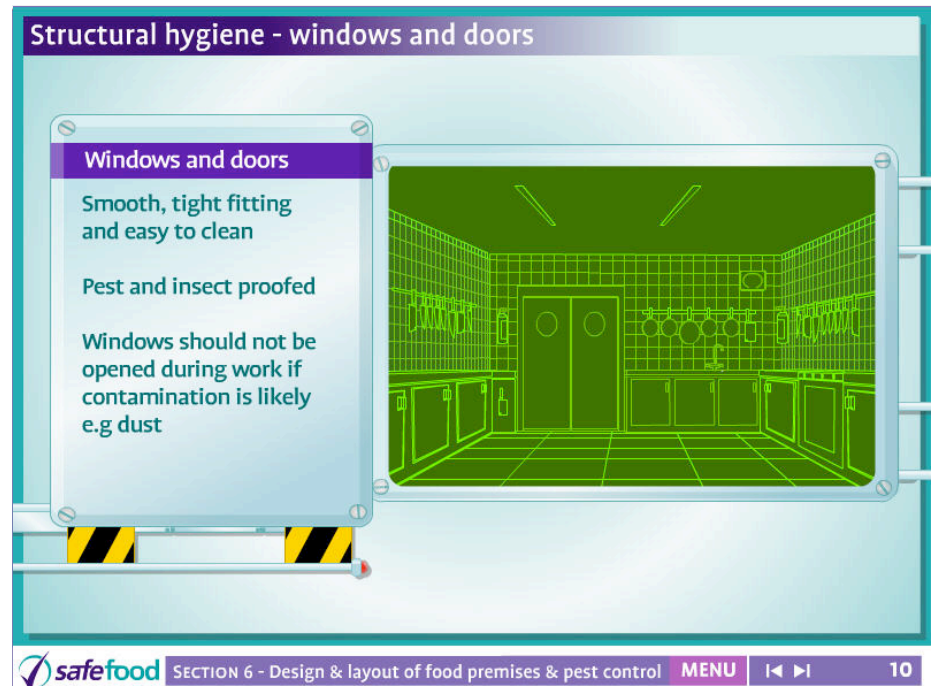 Structural hygiene - windows and doors
Windows and doors
Smooth, tight fitting
and easy to clean
Pest and insect proofed
Windows should not be
opened during work if
contamination is likely
e.g dust
safefood
SECTION 6 - Design & layout of food premises & pest control
MENU
10